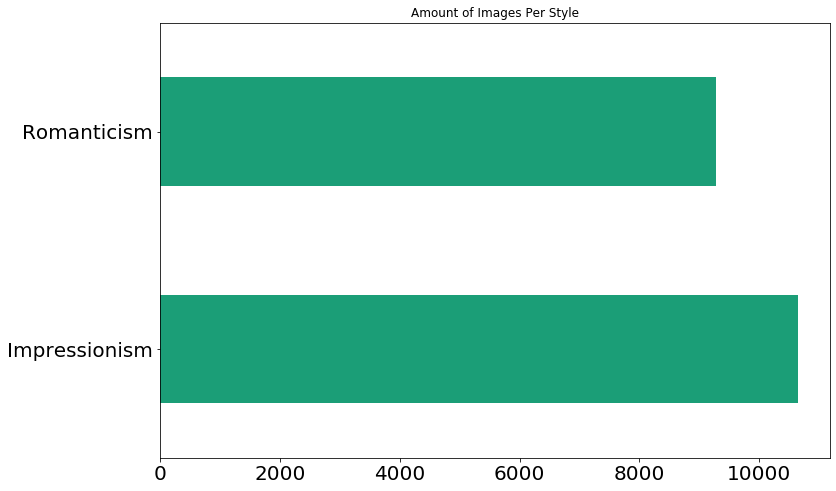 Amount of Images Per Style
Romanticism
Impressionism
0 2000 4000 6000 8000 10000